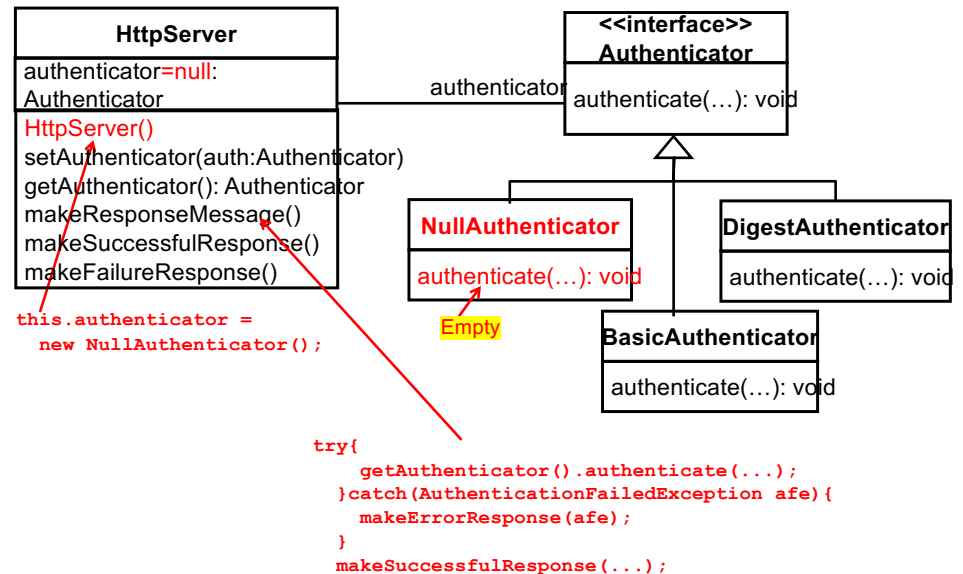 HttpServer
authenticator=null:
Authenticator
HttpServer()
setAuthenticator(auth:Authenticator)
getAuthenticator(): Authenticator
makeResponseMessage()
makeSuccessfulResponse()
makeFailureResponse()
this.authenticator =
new NullAuthenticator();
authenticator
<<interface>>
Authenticator
authenticate(…): void
NullAuthenticator
authenticate(…): void
Empty
DigestAuthenticator
authenticate(…): void
BasicAuthenticator
authenticate(…): void
try{
getAuthenticator().authenticate(...);
}catch(AuthenticationFailedException afe){
makeErrorResponse(afe);
}
makeSuccessfulResponse(...);